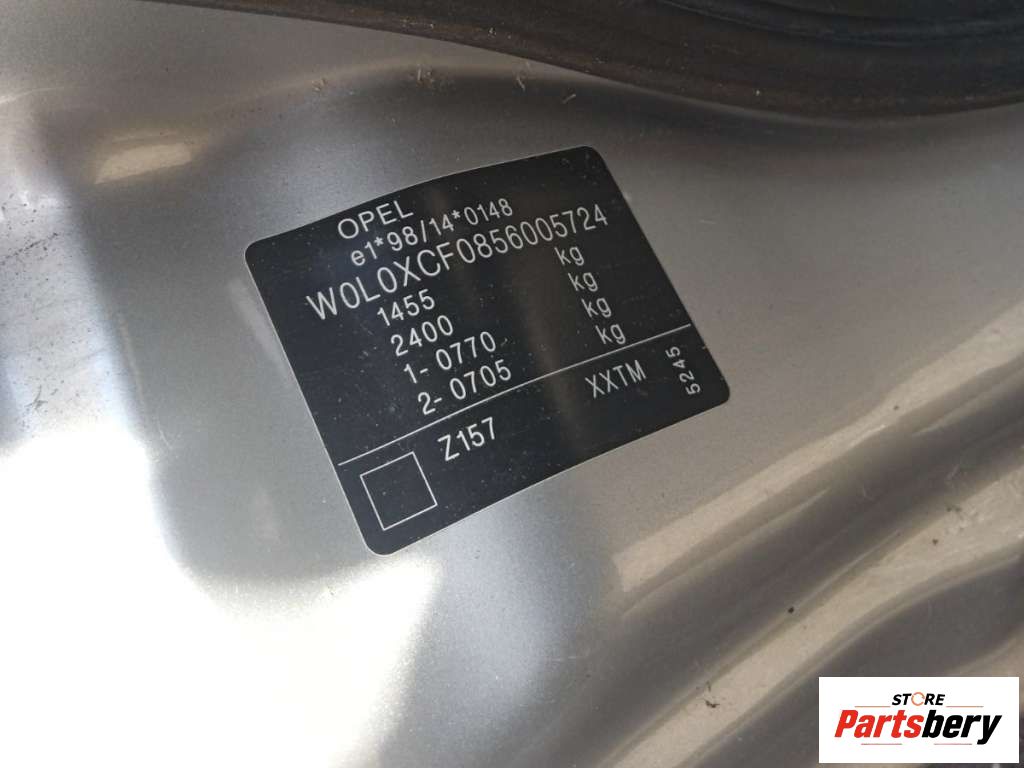 OPEL
e1*98/14*0148
W0L0XCF0856005724
1455 kg
2400 kg
1- 0770 kg
2- 0705 kg
Z157 XXTM 5245
STORE
Partsbery